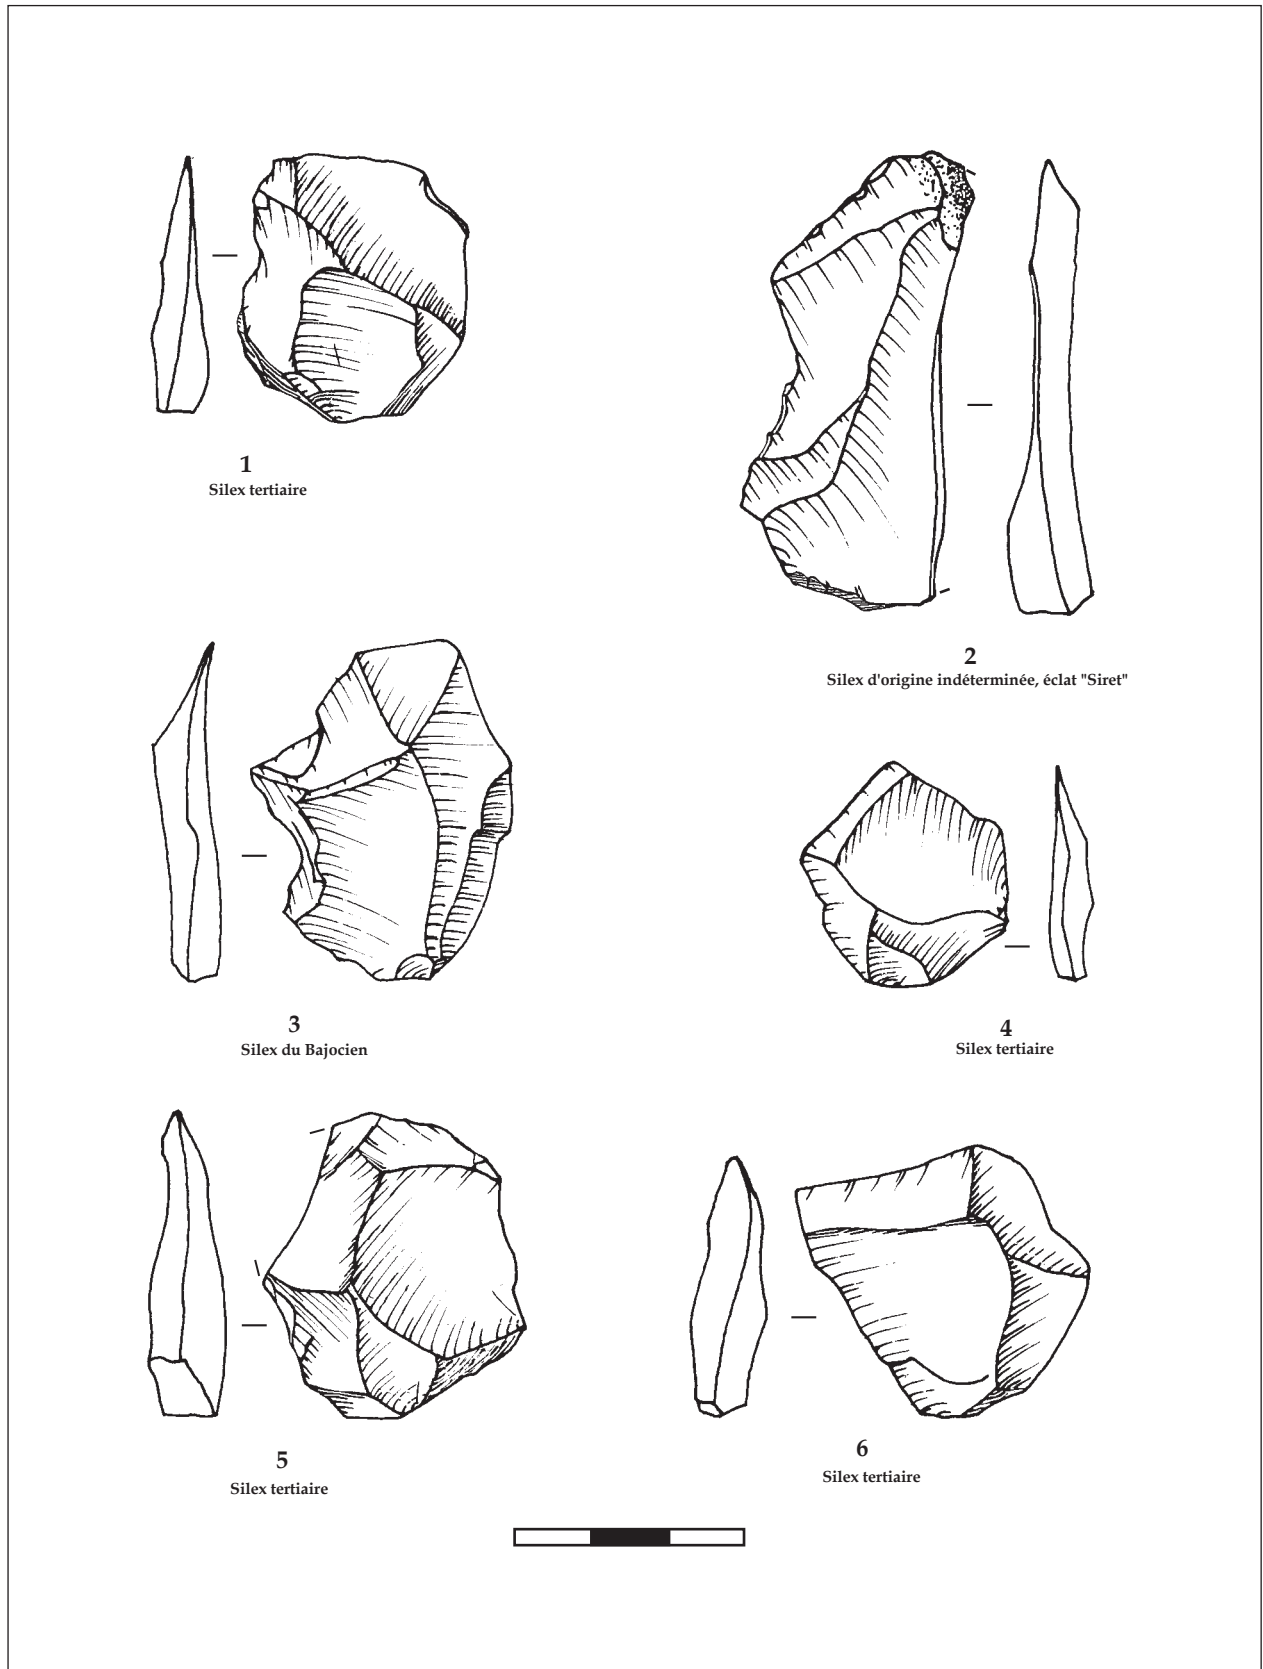 1
Silex tertiaire
2
Silex d'origine indéterminée, éclat "Siret"
3
Silex du Bajocien
4
Silex tertiaire
5
Silex tertiaire
6
Silex tertiaire